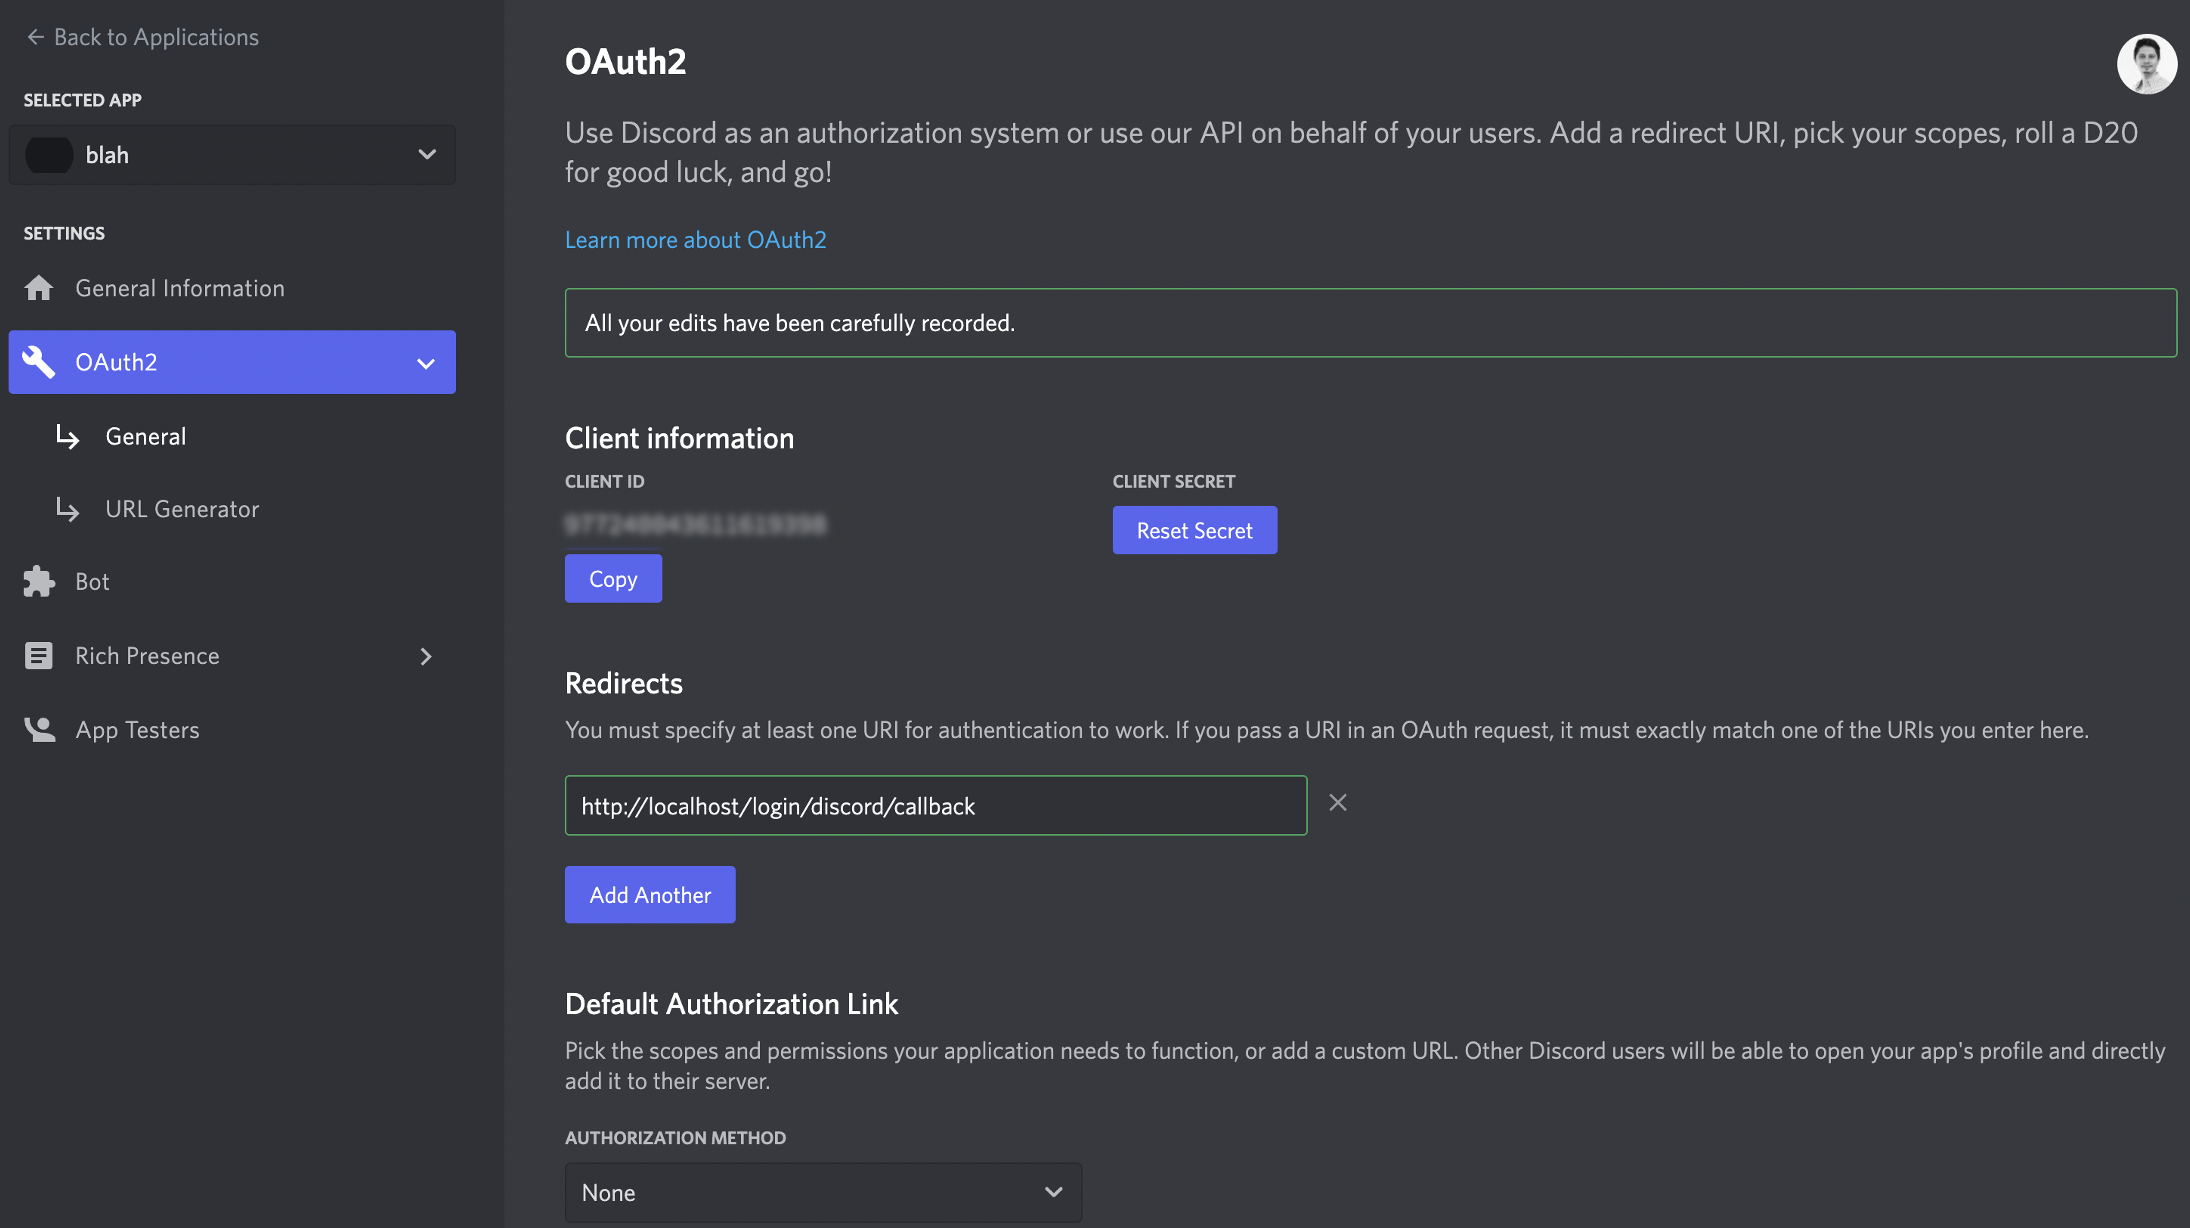 Back to Applications
SELECTED APP
blah
SETTINGS
General Information
OAuth2
General
URL Generator
Bot
Rich Presence
App Testers
OAuth2
Use Discord as an authorization system or use our API on behalf of your users. Add a redirect URI, pick your scopes, roll a D20
for good luck, and go!
Learn more about OAuth2
All your edits have been carefully recorded.
Client information
CLIENT ID
CLIENT SECRET
Reset Secret
Copy
Redirects
You must specify at least one URI for authentication to work. If you pass a URI in an OAuth request, it must exactly match one of the URIs you enter here.
http://localhost/login/discord/callback
Add Another
Default Authorization Link
Pick the scopes and permissions your application needs to function, or add a custom URL. Other Discord users will be able to open your app's profile and directly
add it to their server.
AUTHORIZATION METHOD
None